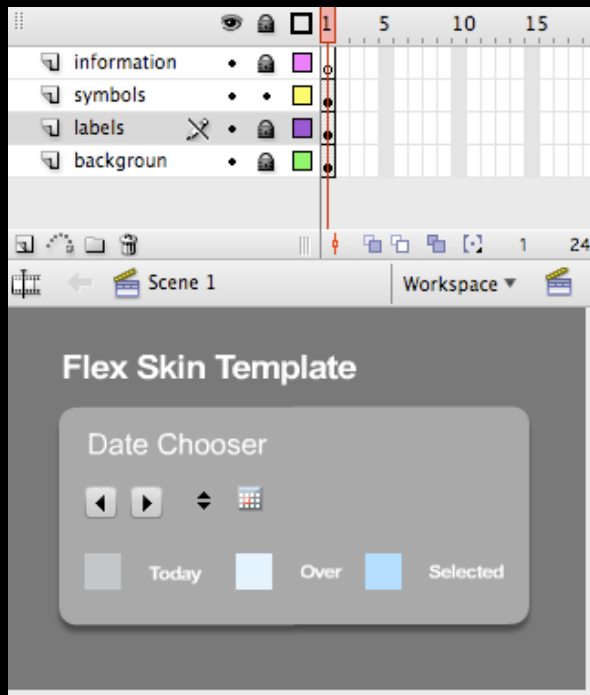 1 5 10 15
information
symbols
labels
backgroun
1 24
Scene 1 Workspace
Flex Skin Template
Date Chooser
Today Over Selected